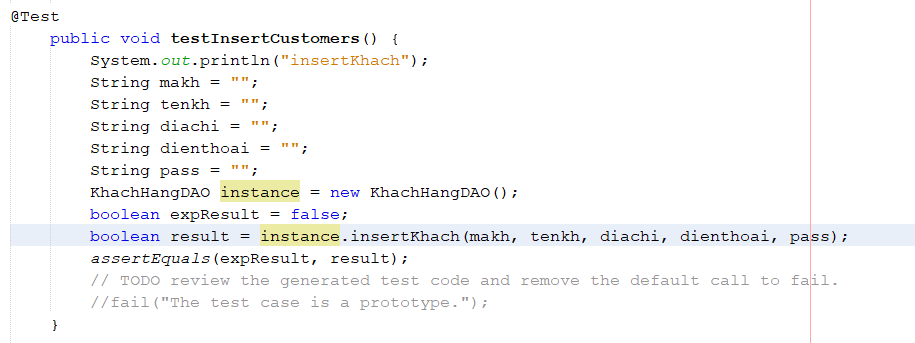 @Test
public void testInsertCustomers() {
System.out.println("insertKhach");
String makh = "";
String tenkh = "";
String diachi = "";
String dienthoai = "";
String pass = "";
KhachHangDAO instance = new KhachHangDAO();
boolean expResult = false;
boolean result = instance.insertKhach(makh, tenkh, diachi, dienthoai, pass);
assertEquals(expResult, result);
// TODO review the generated test code and remove the default call to fail.
//fail("The test case is a prototype.");
}